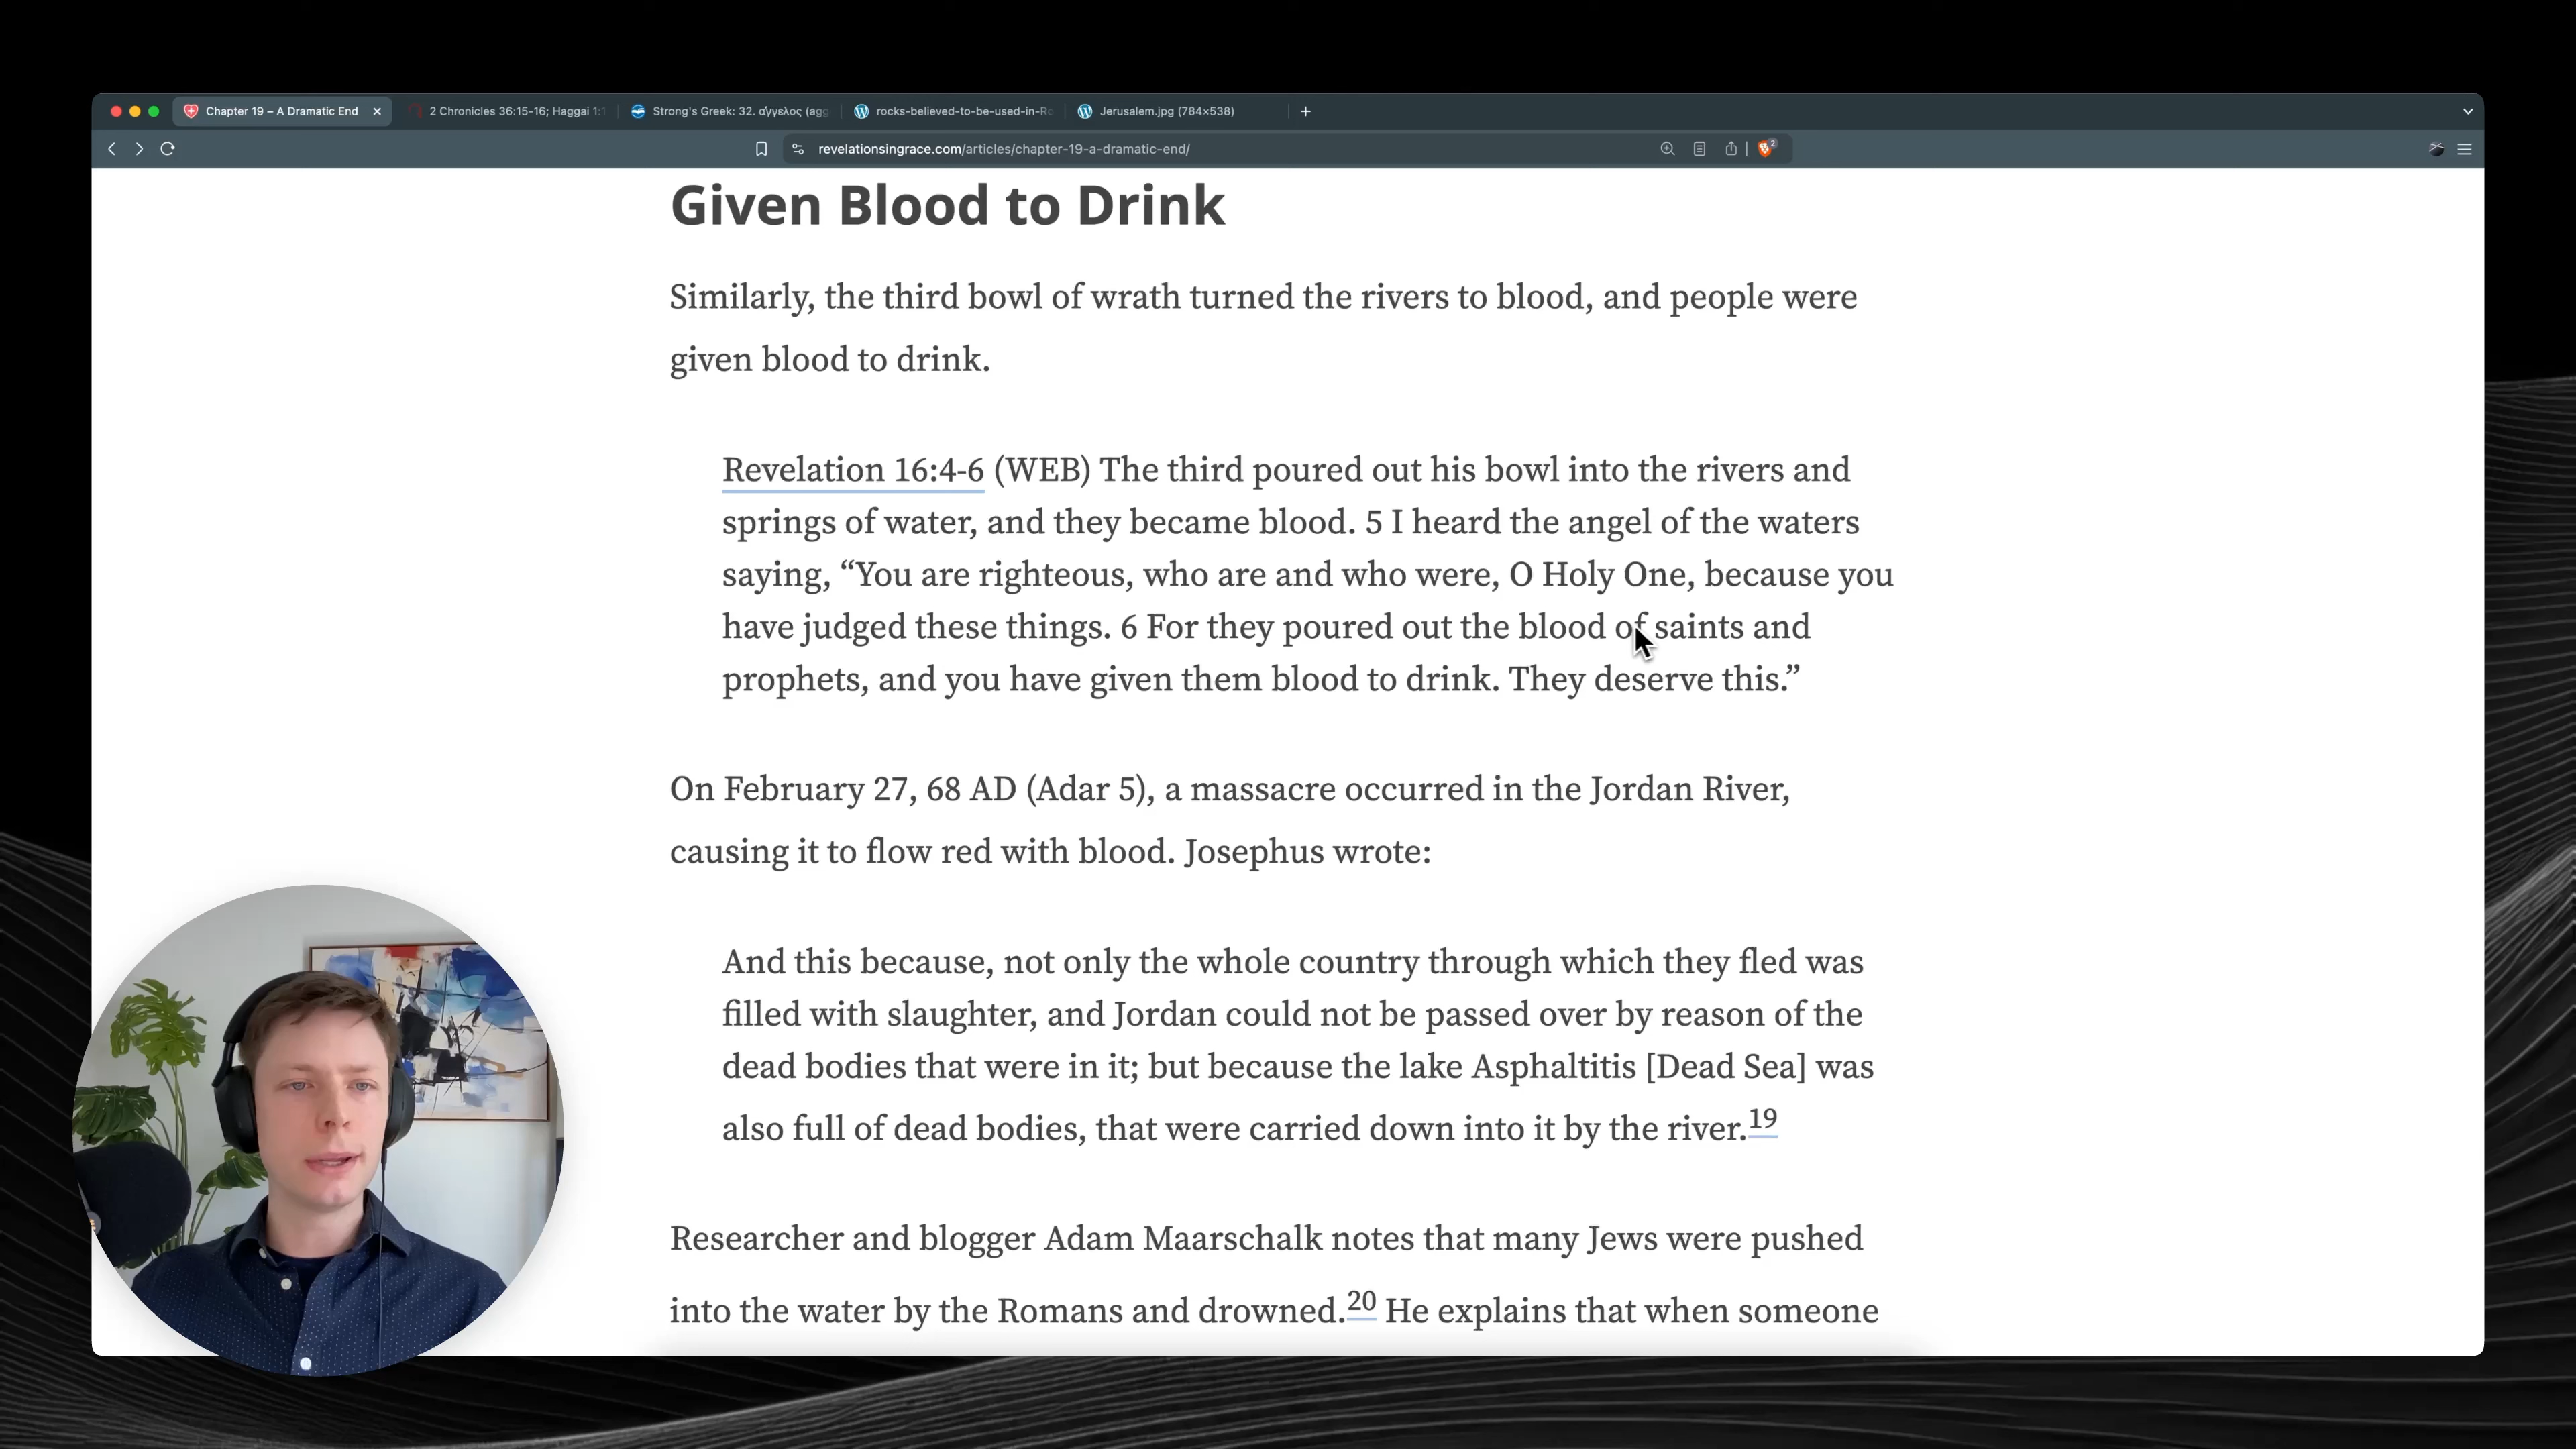 Chapter 19 – A Dramatic End
2 Chronicles 36:15-16; Haggai 1:1
Strong's Greek: 32. ἄγγελος (agg
rocks-believed-to-be-used-in-Ro
Jerusalem.jpg (784×538)
revelationsingrace.com/articles/chapter-19-a-dramatic-end/
2
Given Blood to Drink
Similarly, the third bowl of wrath turned the rivers to blood, and people were
given blood to drink.
Revelation 16:4-6 (WEB) The third poured out his bowl into the rivers and
springs of water, and they became blood. 5 I heard the angel of the waters
saying, “You are righteous, who are and who were, O Holy One, because you
have judged these things. 6 For they poured out the blood of saints and
prophets, and you have given them blood to drink. They deserve this.”
On February 27, 68 AD (Adar 5), a massacre occurred in the Jordan River,
causing it to flow red with blood. Josephus wrote:
And this because, not only the whole country through which they fled was
filled with slaughter, and Jordan could not be passed over by reason of the
dead bodies that were in it; but because the lake Asphaltitis [Dead Sea] was
also full of dead bodies, that were carried down into it by the river.19
Researcher and blogger Adam Maarschalk notes that many Jews were pushed
into the water by the Romans and drowned.20 He explains that when someone